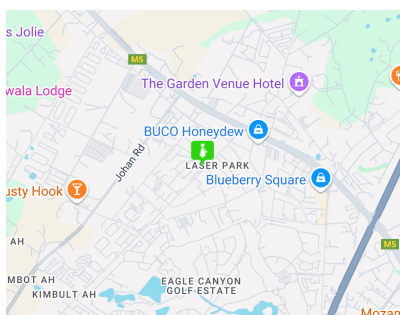 s Jolie
M5
The Garden Venue Hotel
wala Lodge
BUCO Honeydew
Johan Rd
LASER PARK
Blueberry Square
usty Hook
AH
M5
MBOT AH
EAGLE CANYON
GOLF ESTATE
KIMBULT AH
Mozan